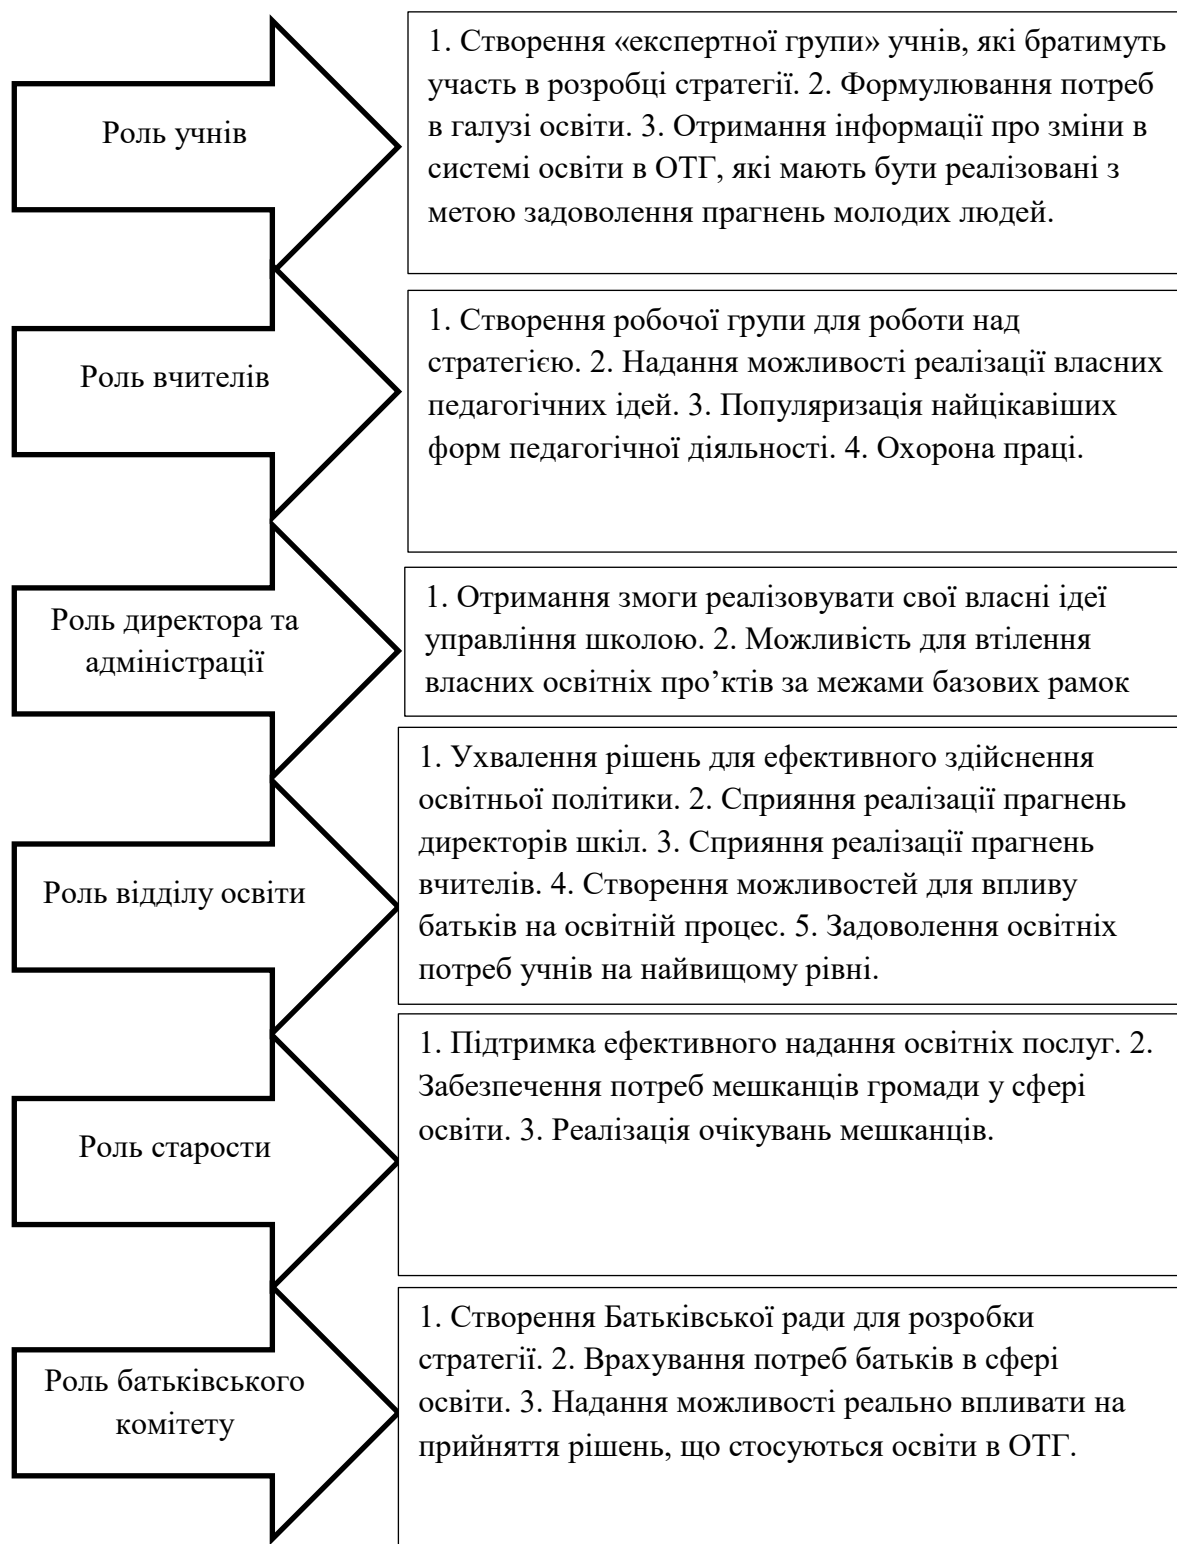 Роль учнів
1. Створення «експертної групи» учнів, які братимуть
участь в розробці стратегії. 2. Формулювання потреб
в галузі освіти. 3. Отримання інформації про зміни в
системі освіти в ОТГ, які мають бути реалізовані з
метою задоволення прагнень молодих людей.
Роль вчителів
1. Створення робочої групи для роботи над
стратегією. 2. Надання можливості реалізації власних
педагогічних ідей. 3. Популяризація найцікавіших
форм педагогічної діяльності. 4. Охорона праці.
Роль директора та
адміністрації
1. Отримання змоги реалізовувати свої власні ідеї
управління школою. 2. Можливість для втілення
власних освітніх про’ктів за межами базових рамок
Роль відділу освіти
1. Ухвалення рішень для ефективного здійснення
освітньої політики. 2. Сприяння реалізації прагнень
директорів шкіл. 3. Сприяння реалізації прагнень
вчителів. 4. Створення можливостей для впливу
батьків на освітній процес. 5. Задоволення освітніх
потреб учнів на найвищому рівні.
Роль старости
1. Підтримка ефективного надання освітніх послуг. 2.
Забезпечення потреб мешканців громади у сфері
освіти. 3. Реалізація очікувань мешканців.
Роль батьківського
комітету
1. Створення Батьківської ради для розробки
стратегії. 2. Врахування потреб батьків в сфері
освіти. 3. Надання можливості реально впливати на
прийняття рішень, що стосуються освіти в ОТГ.